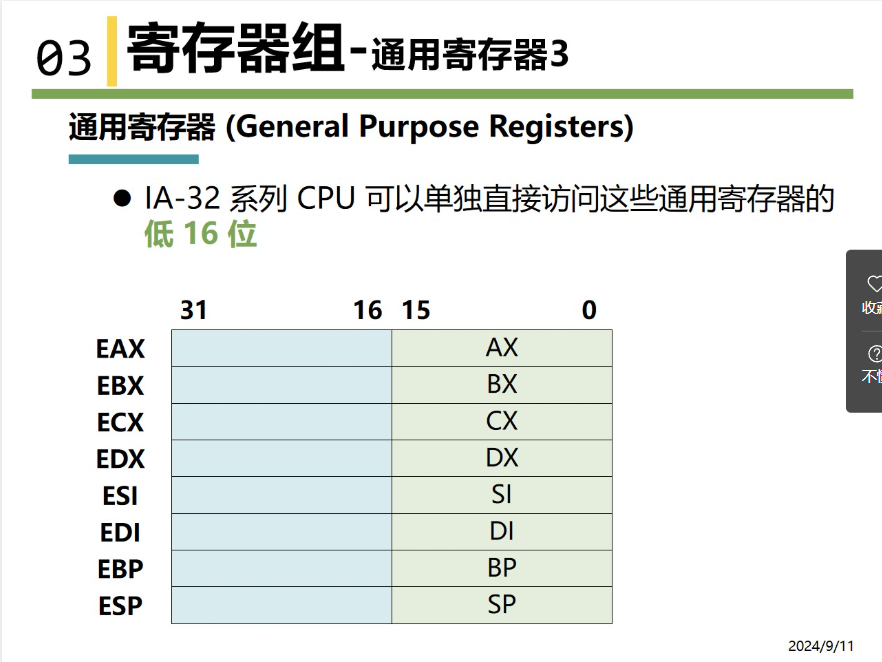 03 寄存器组-通用寄存器3
通用寄存器 (General Purpose Registers)
● IA-32 系列 CPU 可以单独直接访问这些通用寄存器的
低 16 位
31 16 15 0
EAX AX
EBX BX
ECX CX
EDX DX
ESI SI
EDI DI
EBP BP
ESP SP
收藏
不
2024/9/11